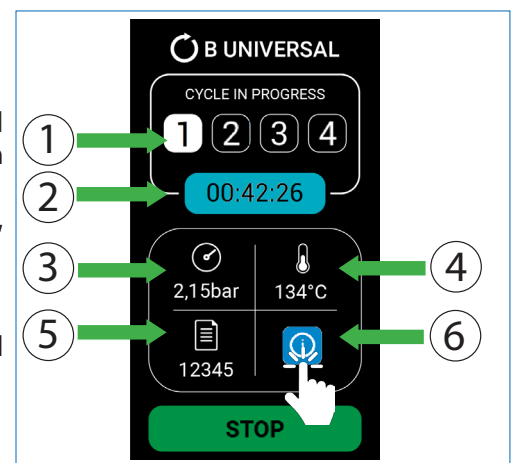 B UNIVERSAL
CYCLE IN PROGRESS
1 2 3 4
1
00:42:26
2
3
2,15bar
134°C
4
5
12345
i
6
STOP